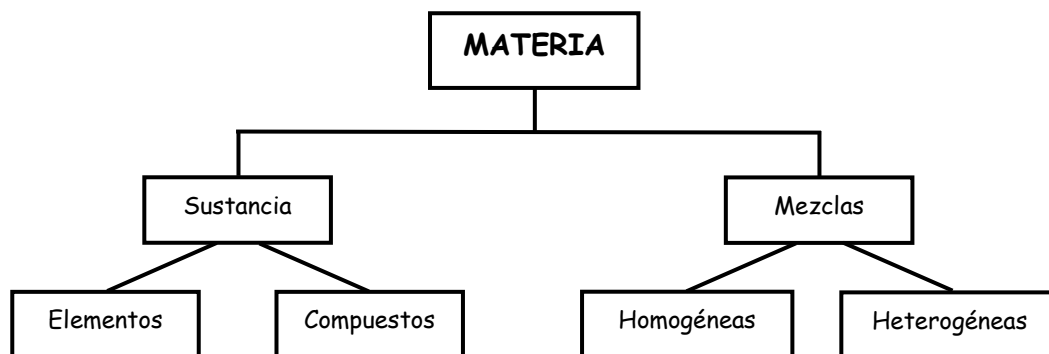 MATERIA
Sustancia
Mezclas
Elementos
Compuestos
Homogéneas
Heterogéneas